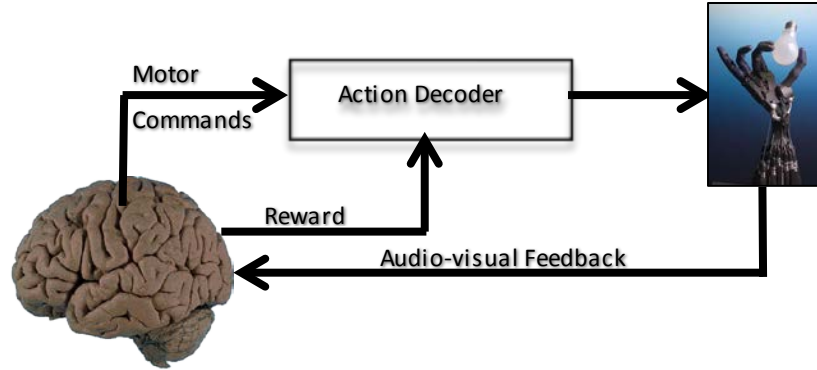 Motor
Commands
Action Decoder
Reward
Audio-visual Feedback